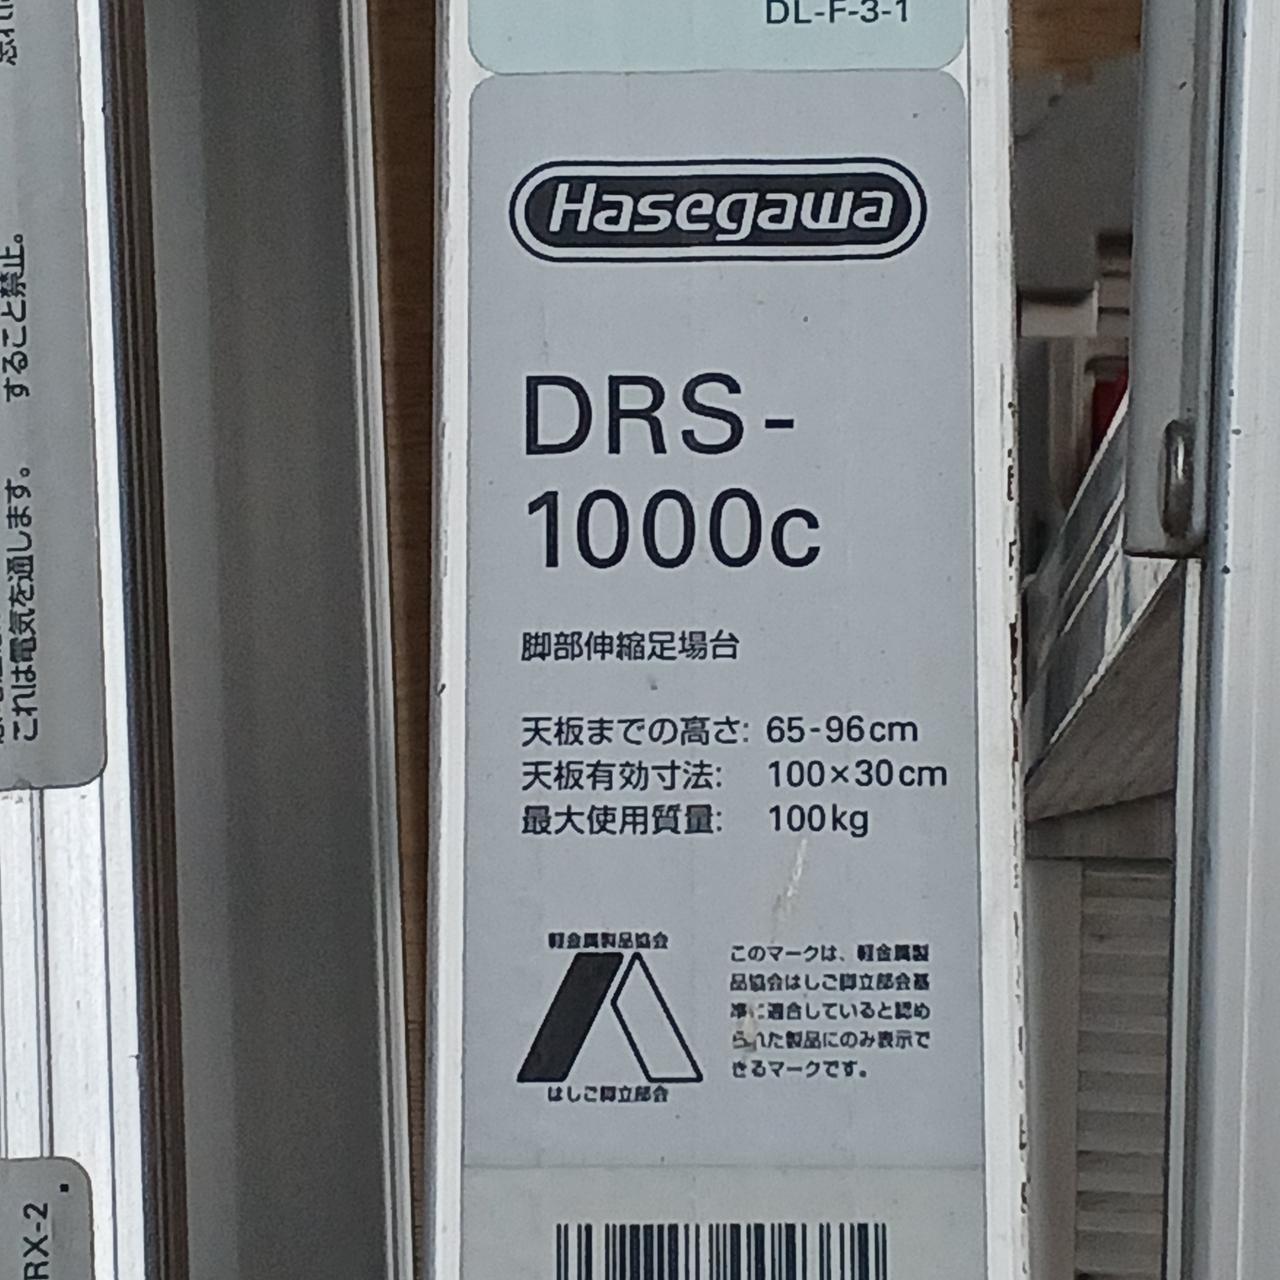 DL-F-3-1
Hasegawa
DRS-
1000c
脚部伸縮足場台
天板までの高さ: 65-96cm
天板有効寸法: 100×30cm
最大使用質量: 100kg
軽金属製品協会
はしご脚立部会
このマークは、軽金属製
品協会はしご脚立部会基
準に適合していると認め
られた製品にのみ表示で
きるマークです。
すること禁止。
これは電気を通します。
RX-2